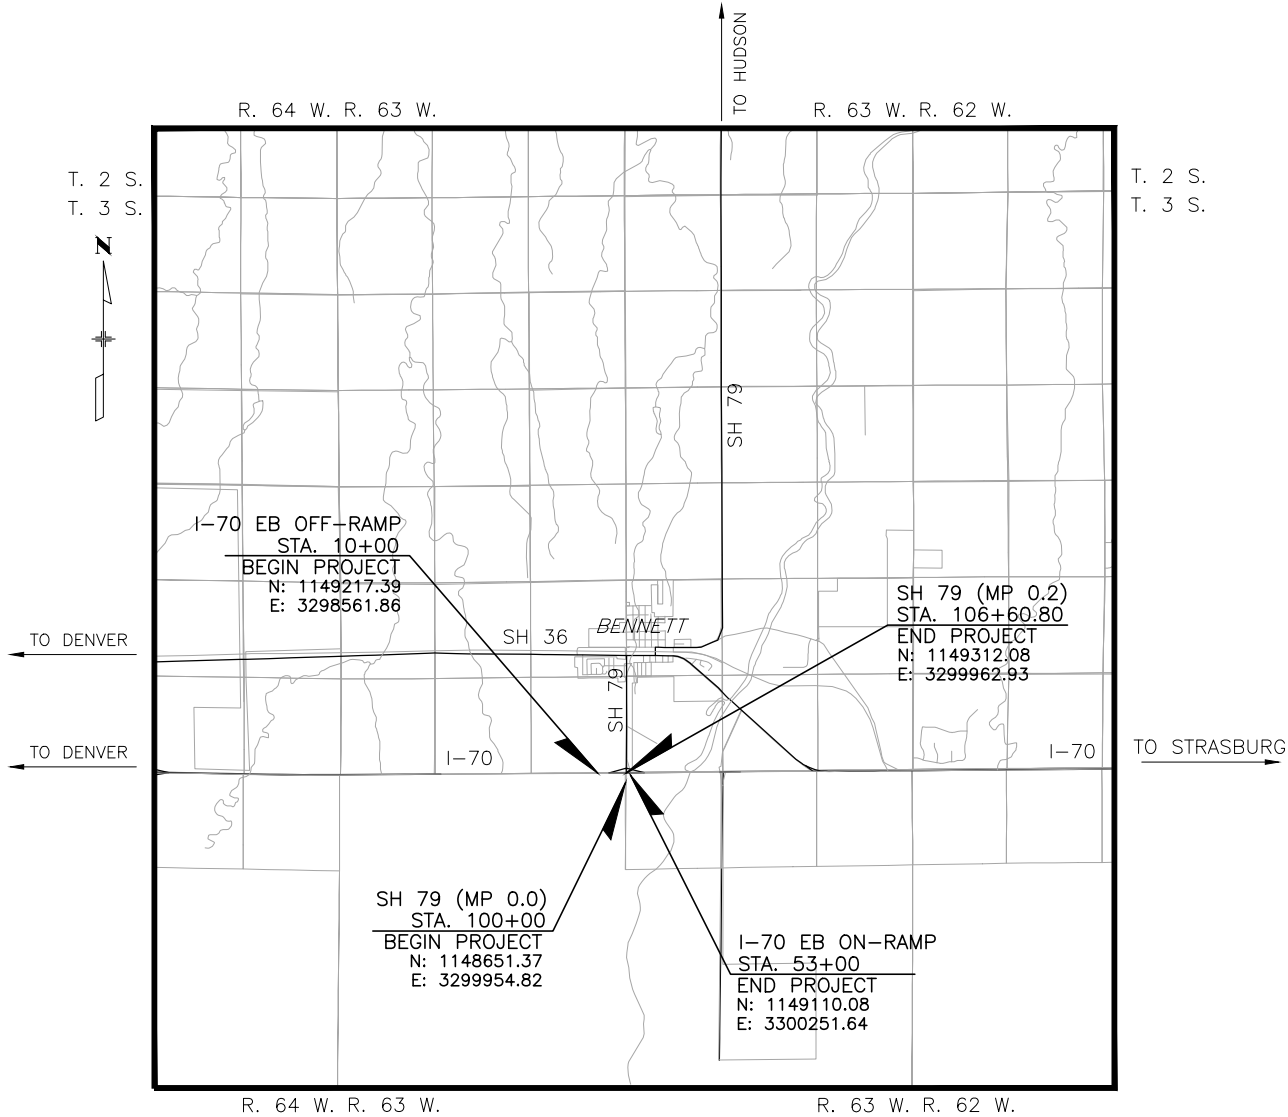 TO HUDSON
R. 64 W. R. 63 W.
R. 63 W. R. 62 W.
T. 2 S.
T. 3 S.
T. 2 S.
T. 3 S.
N
SH 79
I-70 EB OFF-RAMP
STA. 10+00
BEGIN PROJECT
N: 1149217.39
E: 3298561.86
SH 79 (MP 0.2)
STA. 106+60.80
END PROJECT
N: 1149312.08
E: 3299962.93
BENNETT
SH 36
TO DENVER
SH 79
TO DENVER
I-70
I-70
TO STRASBURG
SH 79 (MP 0.0)
STA. 100+00
BEGIN PROJECT
N: 1148651.37
E: 3299954.82
I-70 EB ON-RAMP
STA. 53+00
END PROJECT
N: 1149110.08
E: 3300251.64
R. 64 W. R. 63 W.
R. 63 W. R. 62 W.